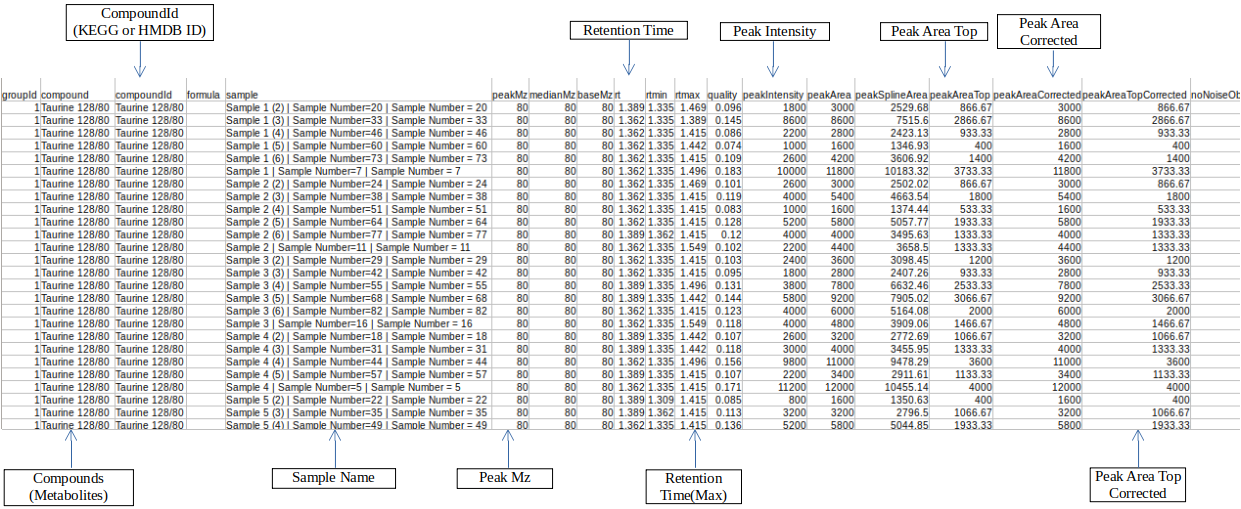 CompoundId
(KEGG or HMDB ID)
Retention Time
Peak Intensity
Peak Area Top
Peak Area
Corrected
groupId compound compoundId formula sample peakMz medianMz baseMz rt rtmin rtmax quality peakIntensity peakArea peakSplineArea peakAreaTop peakAreaCorrected peakAreaTopCorrected noNoiseOb
1 Taurine 128/80 Taurine 128/80 Sample 1 (2) | Sample Number=20 | Sample Number = 20 80 80 80 1.389 1.335 1.469 0.096 1800 3000 2529.68 866.67 3000 866.67
1 Taurine 128/80 Taurine 128/80 Sample 1 (3) | Sample Number=33 | Sample Number = 33 80 80 80 1.362 1.335 1.389 0.145 8600 8600 7515.6 2866.67 8600 2866.67
1 Taurine 128/80 Taurine 128/80 Sample 1 (4) | Sample Number=46 | Sample Number = 46 80 80 80 1.362 1.335 1.415 0.086 2200 2800 2423.13 933.33 2800 933.33
1 Taurine 128/80 Taurine 128/80 Sample 1 (5) | Sample Number=60 | Sample Number = 60 80 80 80 1.362 1.335 1.442 0.074 1000 1600 1346.93 400 1600 400
1 Taurine 128/80 Taurine 128/80 Sample 1 (6) | Sample Number=73 | Sample Number = 73 80 80 80 1.362 1.335 1.415 0.109 2600 4200 3606.92 1400 4200 1400
1 Taurine 128/80 Taurine 128/80 Sample 1 | Sample Number=7 | Sample Number = 7 80 80 80 1.362 1.335 1.496 0.183 10000 11800 10183.32 3733.33 11800 3733.33
1 Taurine 128/80 Taurine 128/80 Sample 2 (2) | Sample Number=24 | Sample Number = 24 80 80 80 1.362 1.335 1.469 0.101 2600 3000 2502.02 866.67 3000 866.67
1 Taurine 128/80 Taurine 128/80 Sample 2 (3) | Sample Number=38 | Sample Number = 38 80 80 80 1.362 1.335 1.415 0.119 4000 5400 4663.54 1800 5400 1800
1 Taurine 128/80 Taurine 128/80 Sample 2 (4) | Sample Number=51 | Sample Number = 51 80 80 80 1.362 1.335 1.415 0.083 1000 1600 1374.44 533.33 1600 533.33
1 Taurine 128/80 Taurine 128/80 Sample 2 (5) | Sample Number=64 | Sample Number = 64 80 80 80 1.362 1.335 1.415 0.128 5200 5800 5057.77 1933.33 5800 1933.33
1 Taurine 128/80 Taurine 128/80 Sample 2 (6) | Sample Number=77 | Sample Number = 77 80 80 80 1.389 1.362 1.415 0.12 4000 4000 3495.63 1333.33 4000 1333.33
1 Taurine 128/80 Taurine 128/80 Sample 2 | Sample Number=11 | Sample Number = 11 80 80 80 1.362 1.335 1.549 0.102 2200 4400 3658.5 1333.33 4400 1333.33
1 Taurine 128/80 Taurine 128/80 Sample 3 (2) | Sample Number=29 | Sample Number = 29 80 80 80 1.362 1.335 1.415 0.103 2400 3600 3098.45 1200 3600 1200
1 Taurine 128/80 Taurine 128/80 Sample 3 (3) | Sample Number=42 | Sample Number = 42 80 80 80 1.362 1.335 1.415 0.095 1800 2800 2407.26 933.33 2800 933.33
1 Taurine 128/80 Taurine 128/80 Sample 3 (4) | Sample Number=55 | Sample Number = 55 80 80 80 1.389 1.335 1.496 0.131 3800 7800 6632.46 2533.33 7800 2533.33
1 Taurine 128/80 Taurine 128/80 Sample 3 (5) | Sample Number=68 | Sample Number = 68 80 80 80 1.389 1.335 1.442 0.144 5800 9200 7905.02 3066.67 9200 3066.67
1 Taurine 128/80 Taurine 128/80 Sample 3 (6) | Sample Number=82 | Sample Number = 82 80 80 80 1.362 1.335 1.415 0.123 4000 6000 5164.08 2000 6000 2000
1 Taurine 128/80 Taurine 128/80 Sample 3 | Sample Number=16 | Sample Number = 16 80 80 80 1.362 1.335 1.549 0.118 4000 4800 3909.06 1466.67 4800 1466.67
1 Taurine 128/80 Taurine 128/80 Sample 4 (2) | Sample Number=18 | Sample Number = 18 80 80 80 1.389 1.335 1.442 0.107 2600 3200 2772.69 1066.67 3200 1066.67
1 Taurine 128/80 Taurine 128/80 Sample 4 (3) | Sample Number=31 | Sample Number = 31 80 80 80 1.389 1.335 1.442 0.118 3000 4000 3455.95 1333.33 4000 1333.33
1 Taurine 128/80 Taurine 128/80 Sample 4 (4) | Sample Number=44 | Sample Number = 44 80 80 80 1.362 1.335 1.496 0.156 9800 11000 9478.29 3600 11000 3600
1 Taurine 128/80 Taurine 128/80 Sample 4 (5) | Sample Number=57 | Sample Number = 57 80 80 80 1.389 1.335 1.415 0.107 2200 3400 2911.61 1133.33 3400 1133.33
1 Taurine 128/80 Taurine 128/80 Sample 4 | Sample Number=5 | Sample Number = 5 80 80 80 1.362 1.335 1.415 0.171 11200 12000 10455.14 4000 12000 4000
1 Taurine 128/80 Taurine 128/80 Sample 5 (2) | Sample Number=22 | Sample Number = 22 80 80 80 1.389 1.309 1.415 0.085 800 1600 1350.63 400 1600 400
1 Taurine 128/80 Taurine 128/80 Sample 5 (3) | Sample Number=35 | Sample Number = 35 80 80 80 1.389 1.362 1.415 0.113 3200 3200 2796.5 1066.67 3200 1066.67
1 Taurine 128/80 Taurine 128/80 Sample 5 (4) | Sample Number=49 | Sample Number = 49 80 80 80 1.362 1.335 1.415 0.136 5200 5800 5044.85 1933.33 5800 1933.33
Compounds
(Metabolites)
Sample Name
Peak Mz
Retention
Time(Max)
Peak Area Top
Corrected